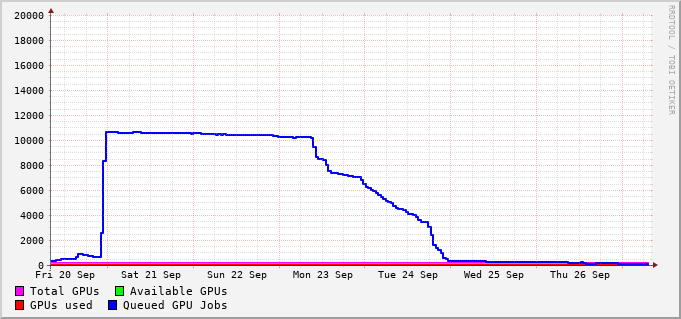 20000
18000
16000
14000
12000
10000
8000
6000
4000
2000
0
Fri 20 Sep Sat 21 Sep Sun 22 Sep Mon 23 Sep Tue 24 Sep Wed 25 Sep Thu 26 Sep
Total GPUs Available GPUs
GPUs used Queued GPU Jobs
RRDTOOL / TOBI OETIKER